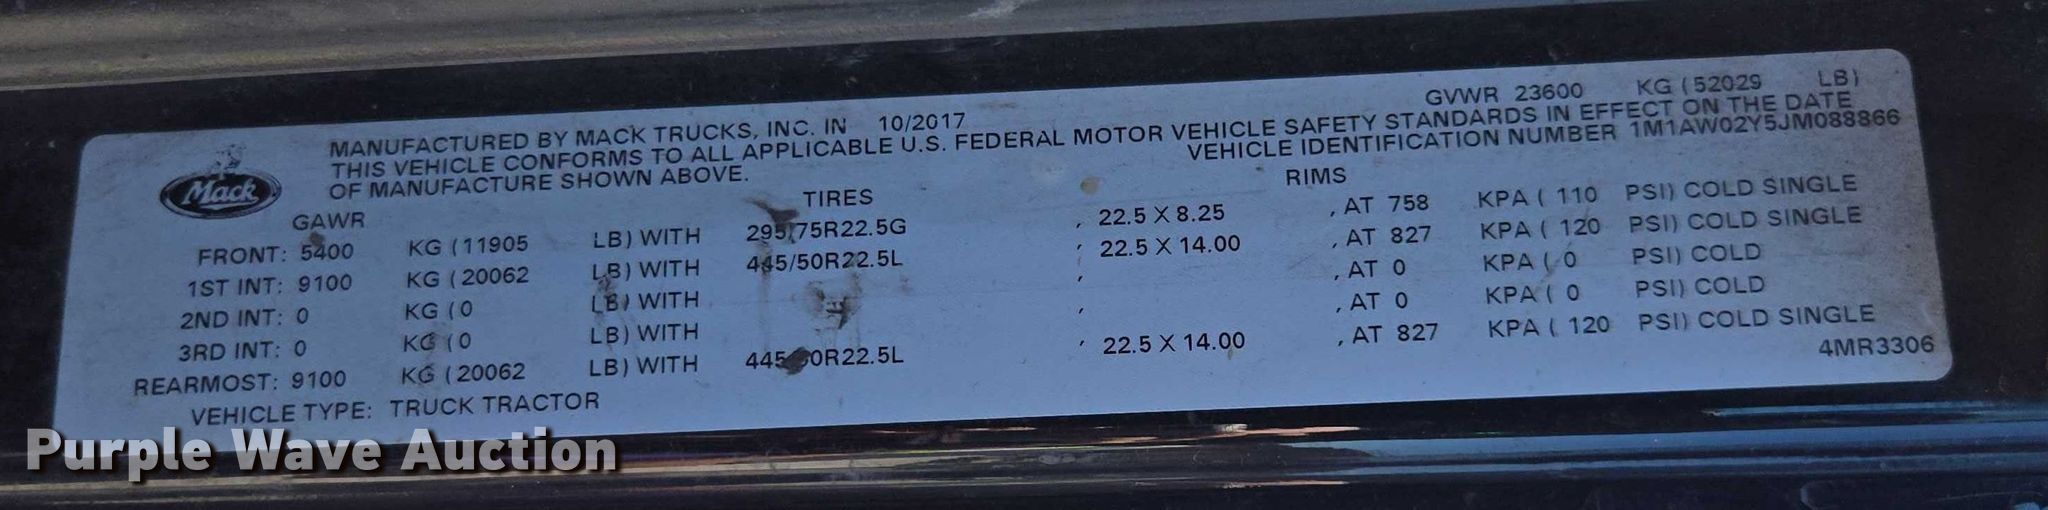 GVWR 23600 KG (52029 LB)
MANUFACTURED BY MACK TRUCKS, INC. IN 10/2017
THIS VEHICLE CONFORMS TO ALL APPLICABLE U.S. FEDERAL MOTOR VEHICLE SAFETY STANDARDS IN EFFECT ON THE DATE
OF MANUFACTURE SHOWN ABOVE. VEHICLE IDENTIFICATION NUMBER 1M1AW02Y5JM088866
Mack
GAWR TIRES RIMS
FRONT: 5400 KG (11905 LB) WITH 295/75R22.5G , 22.5 X 8.25 , AT 758 KPA ( 110 PSI) COLD SINGLE
1ST INT: 9100 KG (20062 LB) WITH 445/50R22.5L , 22.5 X 14.00 , AT 827 KPA ( 120 PSI) COLD SINGLE
2ND INT: 0 KG (0 LB) WITH , , AT 0 KPA ( 0 PSI) COLD
3RD INT: 0 KG (0 LB) WITH , , AT 0 KPA ( 0 PSI) COLD
REARMOST: 9100 KG (20062 LB) WITH 445/50R22.5L , 22.5 X 14.00 , AT 827 KPA ( 120 PSI) COLD SINGLE
VEHICLE TYPE: TRUCK TRACTOR 4MR3306
Purple Wave Auction